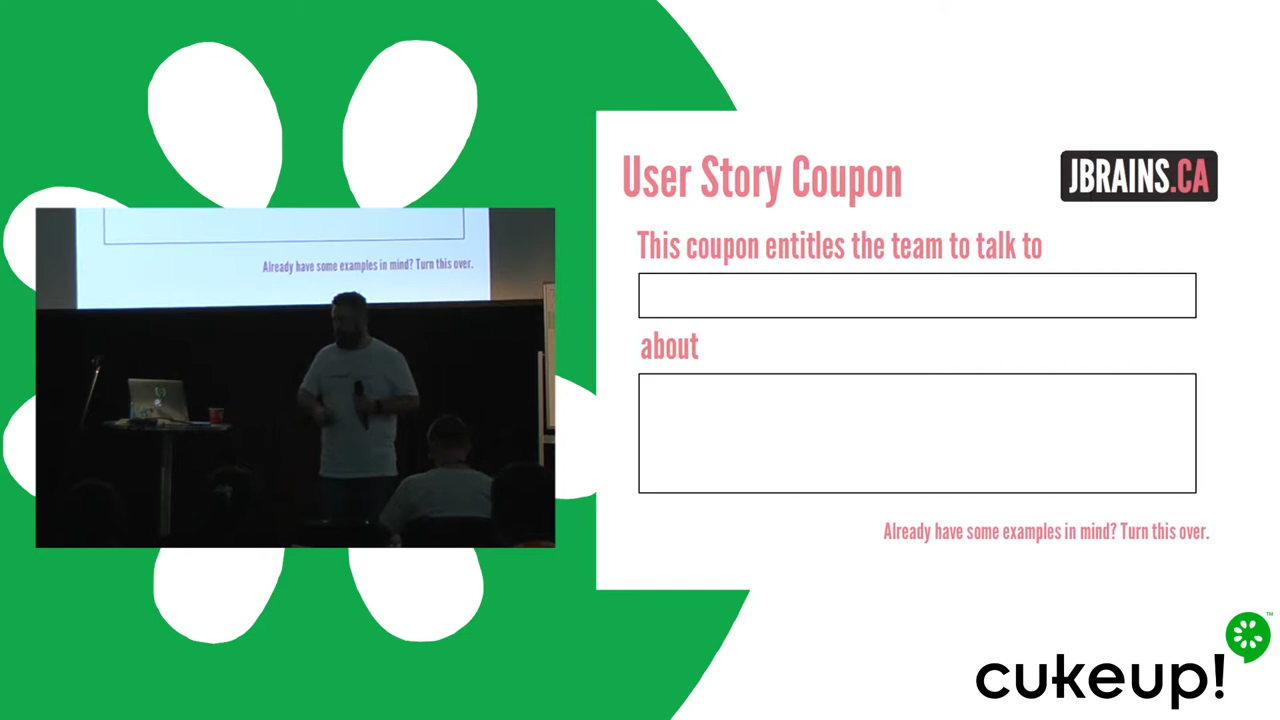 User Story Coupon
JBRAINS.CA
This coupon entitles the team to talk to
about
Already have some examples in mind? Turn this over.
Already have some examples in mind? Turn this over.
cukeup!
TM